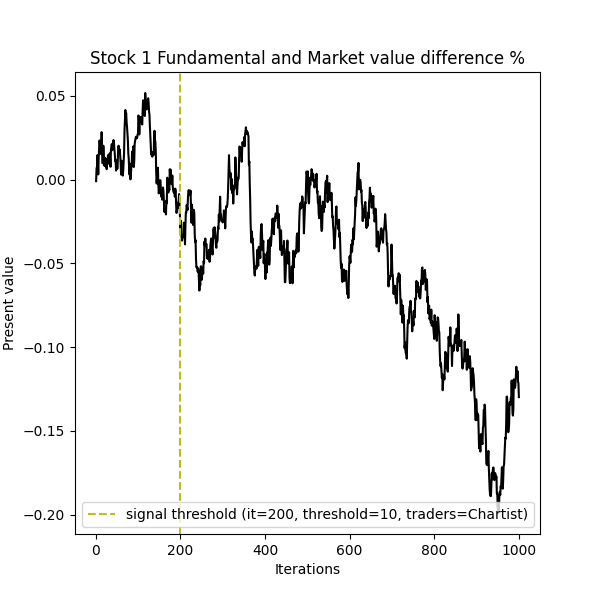 Stock 1 Fundamental and Market value difference %
0.05
0.00
−0.05
−0.10
−0.15
−0.20
Present value
signal threshold (it=200, threshold=10, traders=Chartist)
0 200 400 600 800 1000
Iterations